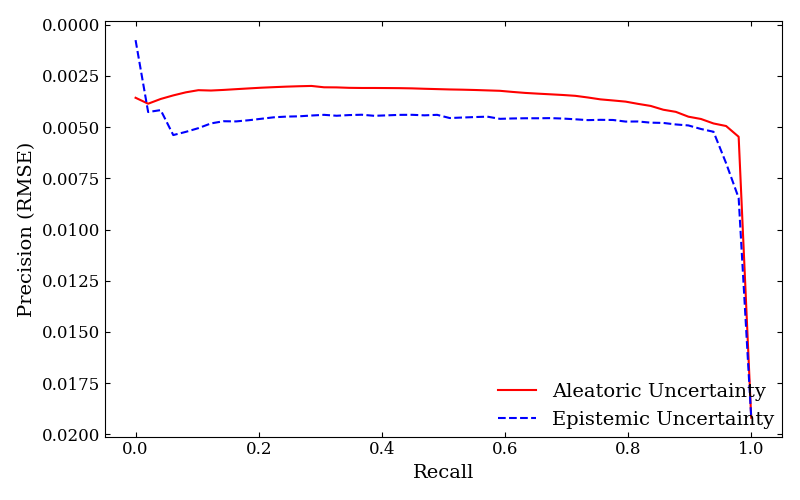 0.0000
0.0025
0.0050
0.0075
0.0100
0.0125
0.0150
0.0175
0.0200
Precision (RMSE)
0.0 0.2 0.4 0.6 0.8 1.0
Recall
Aleatoric Uncertainty
Epistemic Uncertainty